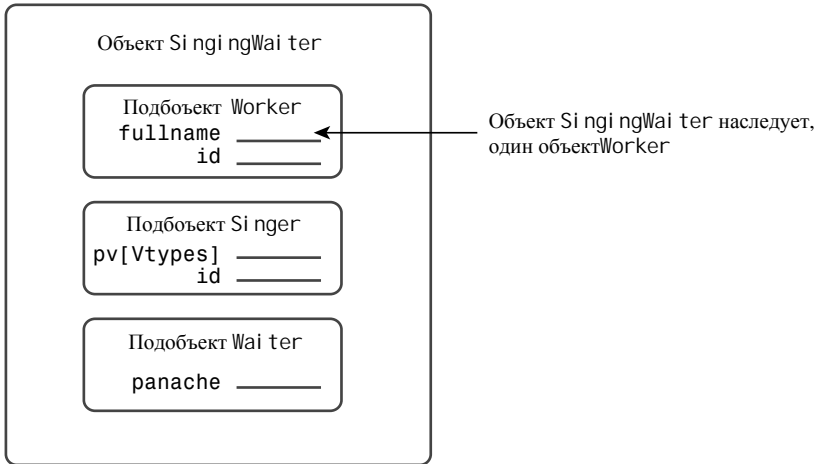 Объект SingingWaiter
Подбоъект Worker
fullname
id
Объект SingingWaiter наследует,
один объектWorker
Подбоъект Singer
pv[Vtypes]
id
Подобъект Waiter
panache